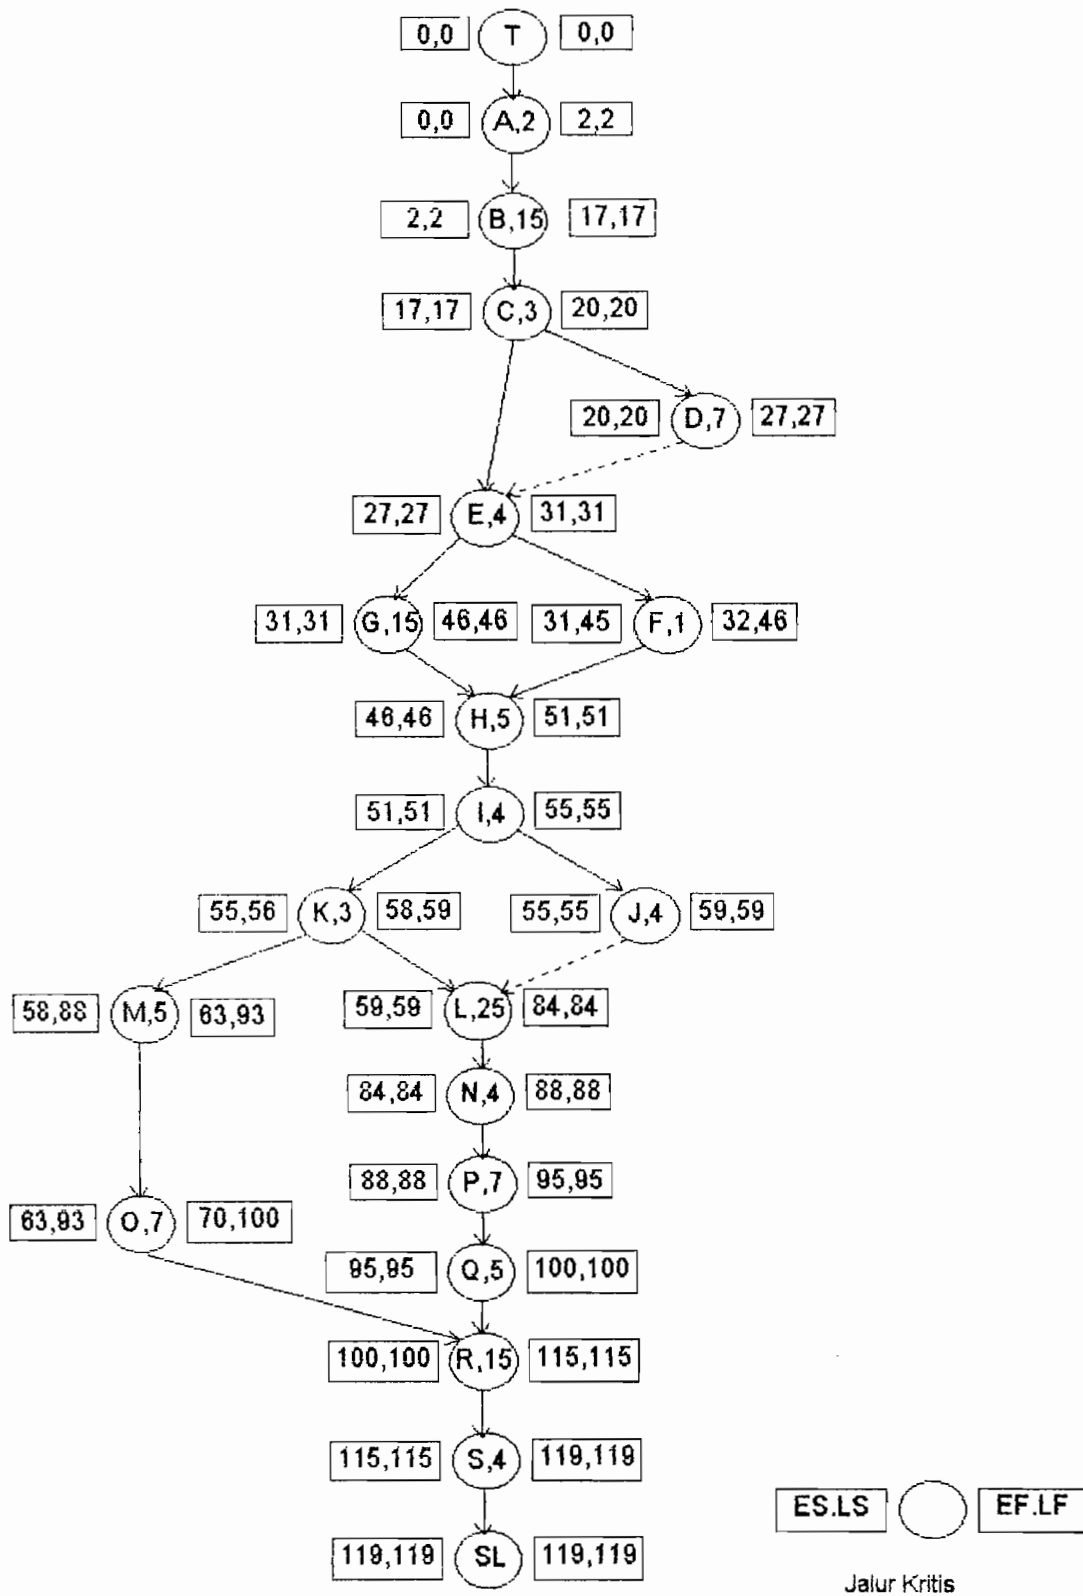 0,0 T 0,0
0,0 A,2 2,2
2,2 B,15 17,17
17,17 C,3 20,20
20,20 D,7 27,27
27,27 E,4 31,31
31,31 G,15 46,46 31,45 F,1 32,46
46,46 H,5 51,51
51,51 I,4 55,55
55,56 K,3 58,59 55,55 J,4 59,59
58,88 M,5 63,93 59,59 L,25 84,84
84,84 N,4 88,88
88,88 P,7 95,95
63,93 O,7 70,100
95,95 Q,5 100,100
100,100 R,15 115,115
115,115 S,4 119,119
ES.LS EF.LF
119,119 SL 119,119
Jalur Kritis